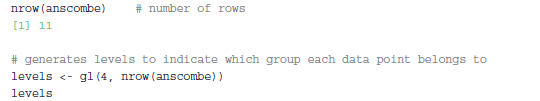 nrow(anscombe)    # number of rows
[1] 11
# generates levels to indicate which group each data point belongs to
levels <- gl(4, nrow(anscombe))
levels